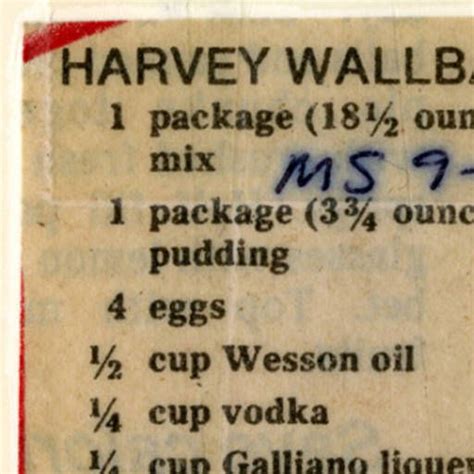 HARVEY WALLBA
1 package (18½ oun
mix
MS 9-
1 package (3¾ ounc
pudding
4 eggs
½ cup Wesson oil
¼ cup vodka
¼ cup Galliano lique